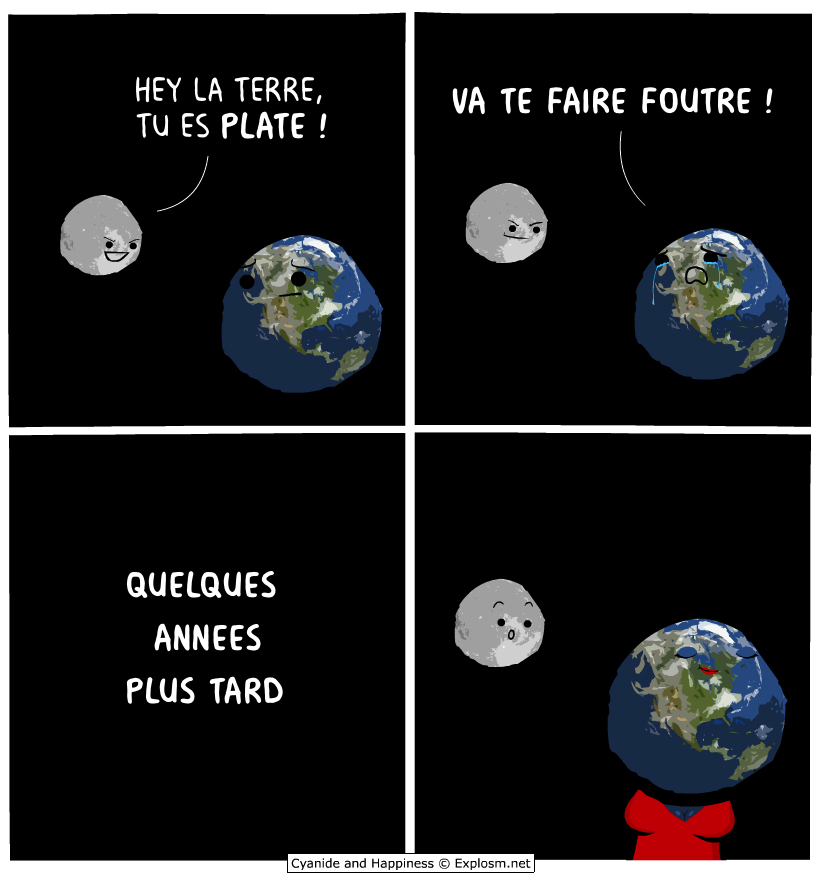 HEY LA TERRE,
TU ES PLATE !
VA TE FAIRE FOUTRE !
QUELQUES
ANNEES
PLUS TARD
Cyanide and Happiness © Explosm.net